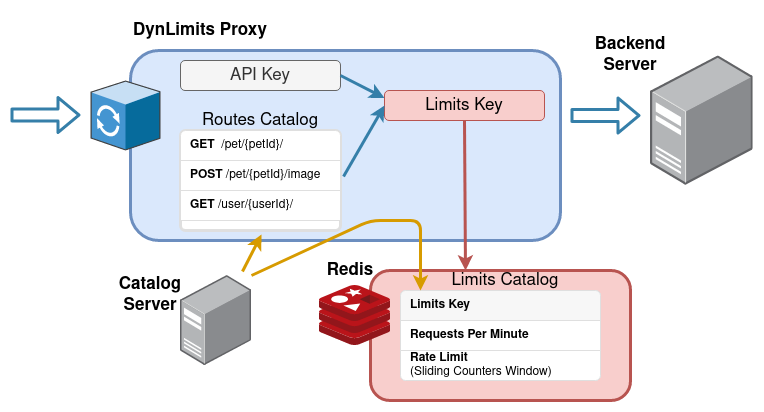 DynLimits Proxy
Backend
Server
API Key
Limits Key
Routes Catalog
GET /pet/{petId}/
POST /pet/{petId}/image
GET /user/{userId}/
Catalog
Server
Redis
Limits Catalog
Limits Key
Requests Per Minute
Rate Limit
(Sliding Counters Window)